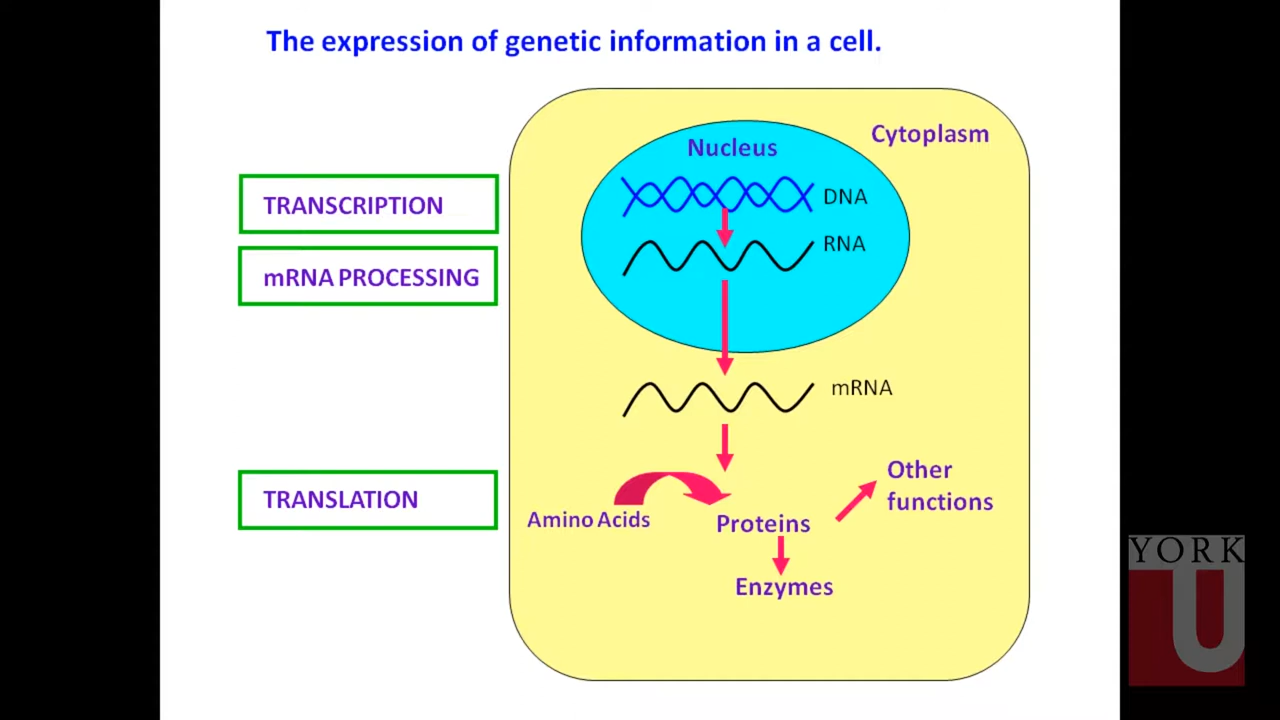 The expression of genetic information in a cell.
Cytoplasm
Nucleus
DNA
TRANSCRIPTION
RNA
mRNA PROCESSING
mRNA
Other
functions
TRANSLATION
Amino Acids
Proteins
Enzymes
YORK
U